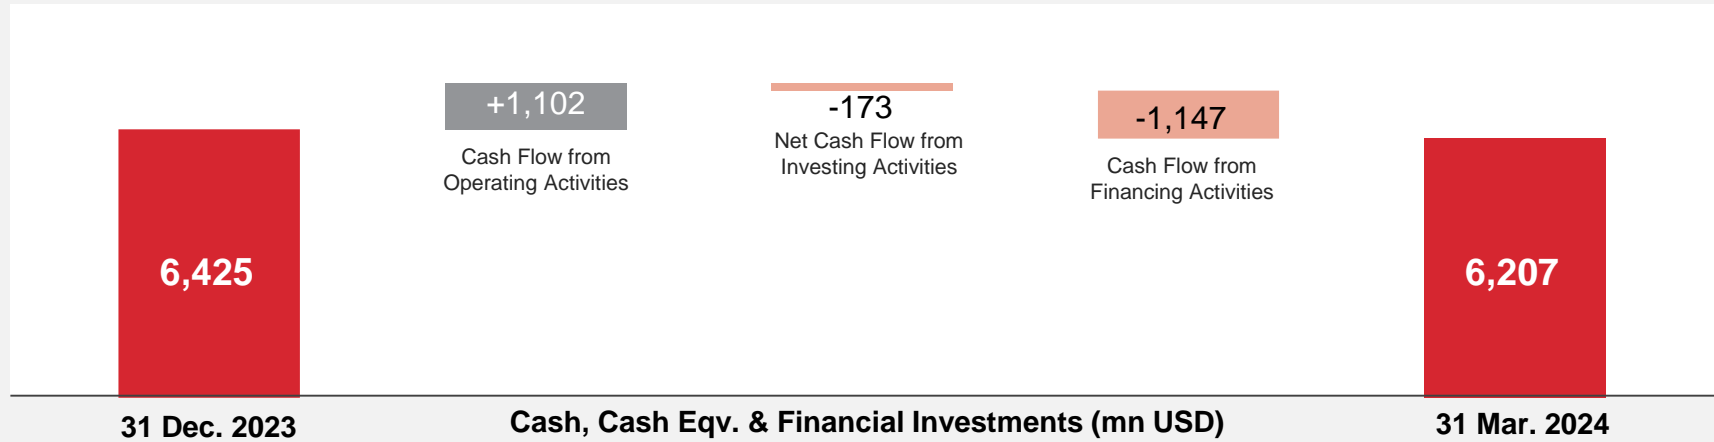 +1,102
Cash Flow from
Operating Activities
-173
Net Cash Flow from
Investing Activities
-1,147
Cash Flow from
Financing Activities
6,425
6,207
31 Dec. 2023
Cash, Cash Eqv. & Financial Investments (mn USD)
31 Mar. 2024